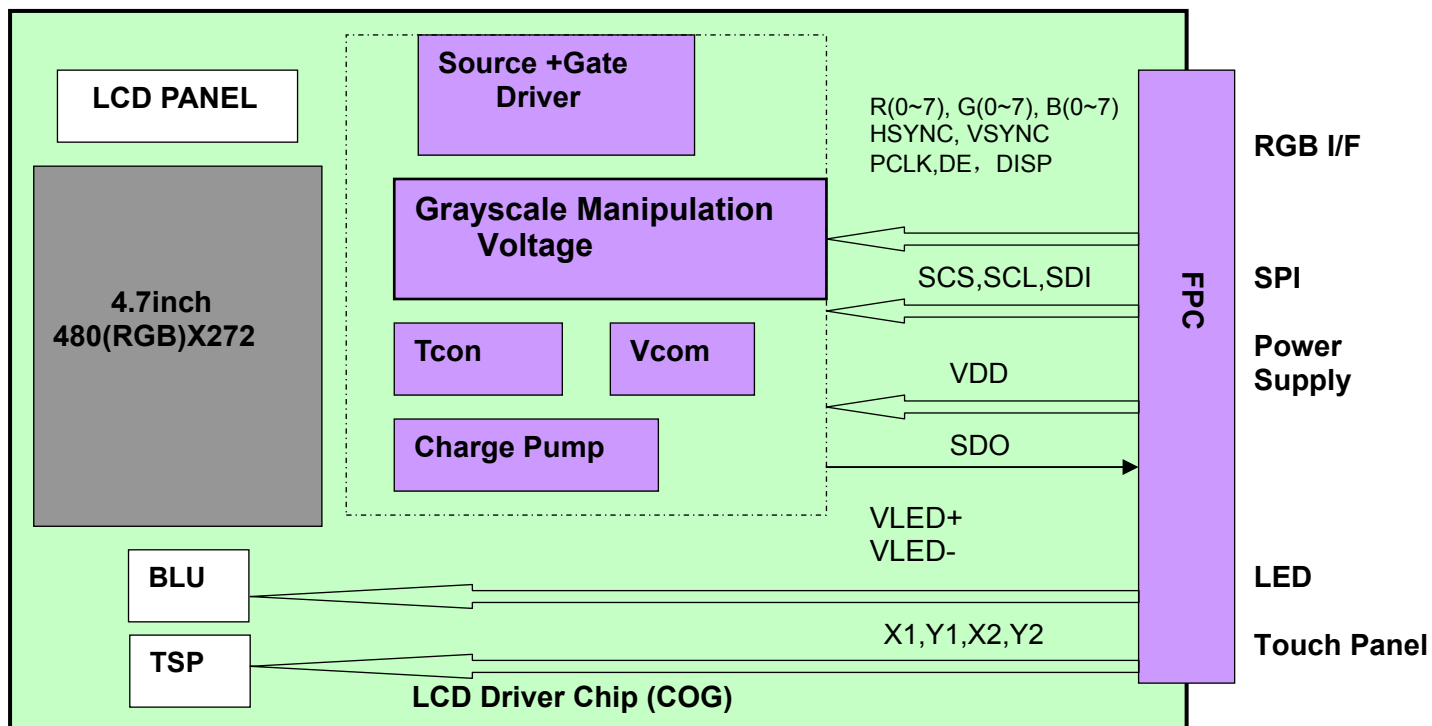 LCD PANEL
4.7inch
480(RGB)X272
BLU
TSP
Source +Gate
Driver
Grayscale Manipulation
Voltage
Tcon
Vcom
Charge Pump
LCD Driver Chip (COG)
R(0~7), G(0~7), B(0~7)
HSYNC, VSYNC
PCLK,DE，DISP
SCS,SCL,SDI
VDD
SDO
VLED+
VLED-
X1,Y1,X2,Y2
FPC
RGB I/F
SPI
Power
Supply
LED
Touch Panel